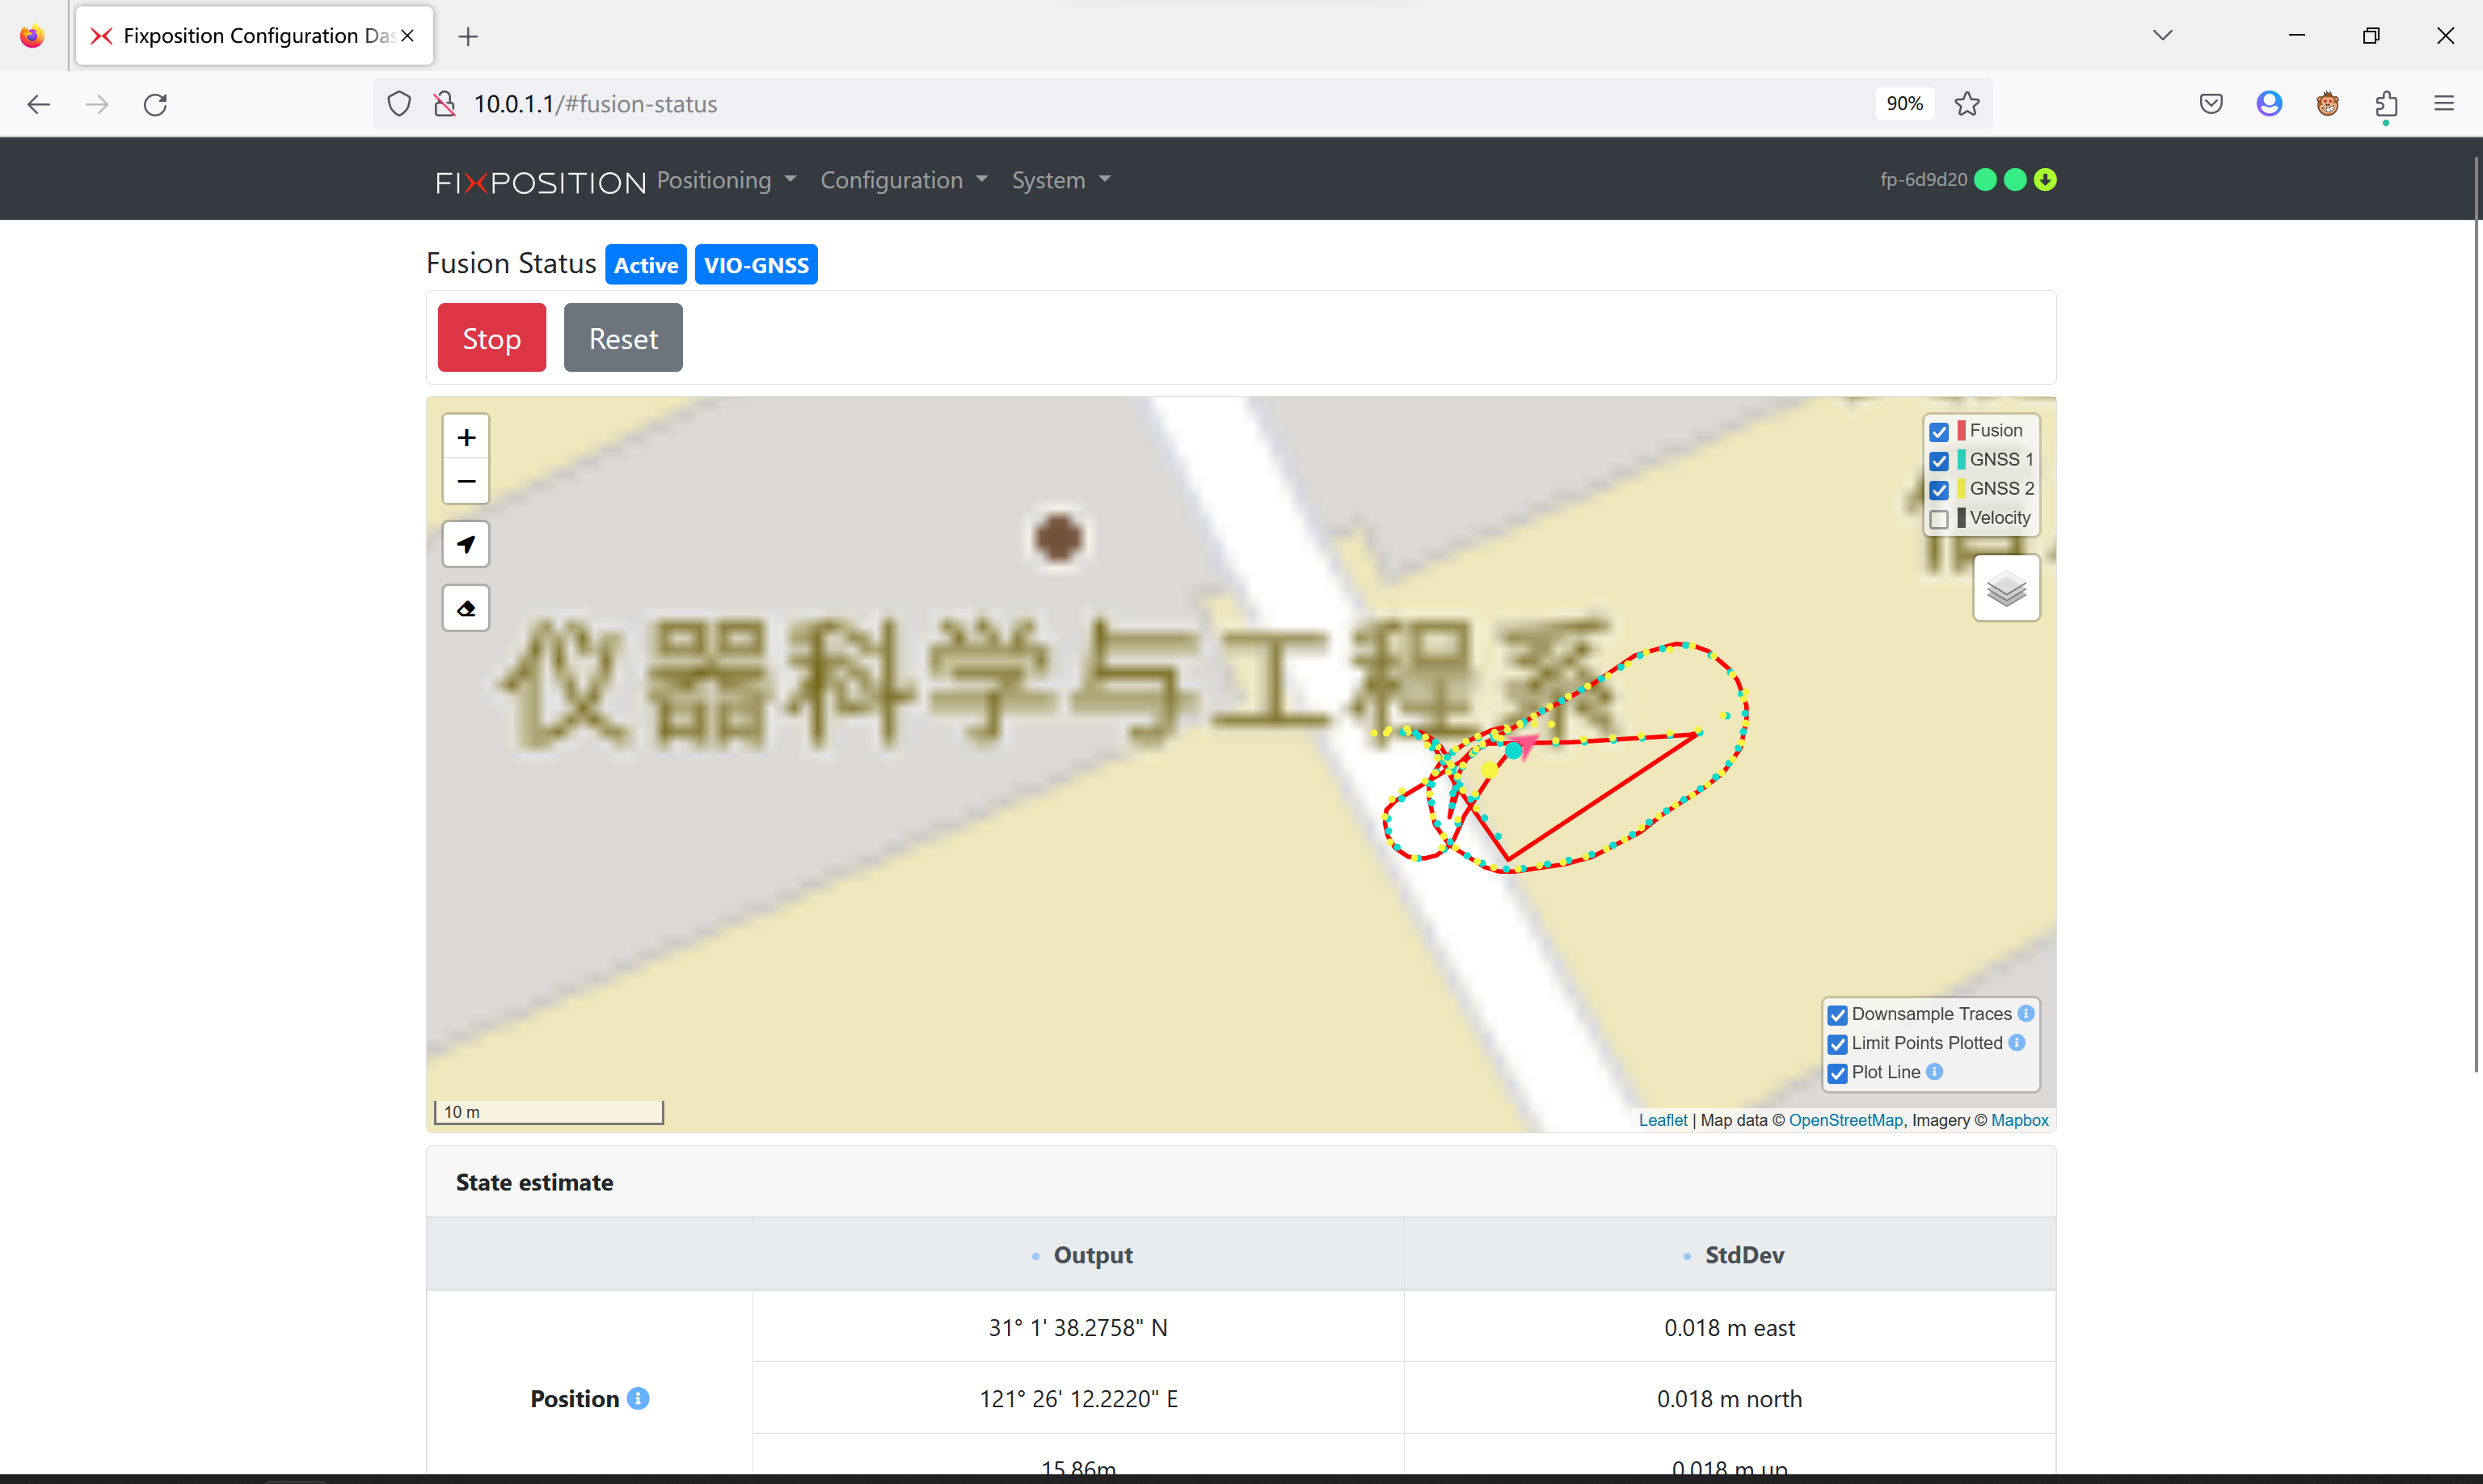 Fixposition Configuration Das
10.0.1.1/#fusion-status
90%
FIXPOSITION Positioning Configuration System fp-6d9d20
Fusion Status Active VIO-GNSS
Stop Reset
+
−
Fusion
GNSS 1
GNSS 2
Velocity
仪器科学与工程系
Downsample Traces
Limit Points Plotted
Plot Line
10 m
Leaflet | Map data © OpenStreetMap, Imagery © Mapbox
State estimate
Output StdDev
31° 1' 38.2758" N 0.018 m east
Position 121° 26' 12.2220" E 0.018 m north
15.86m 0.018 m up